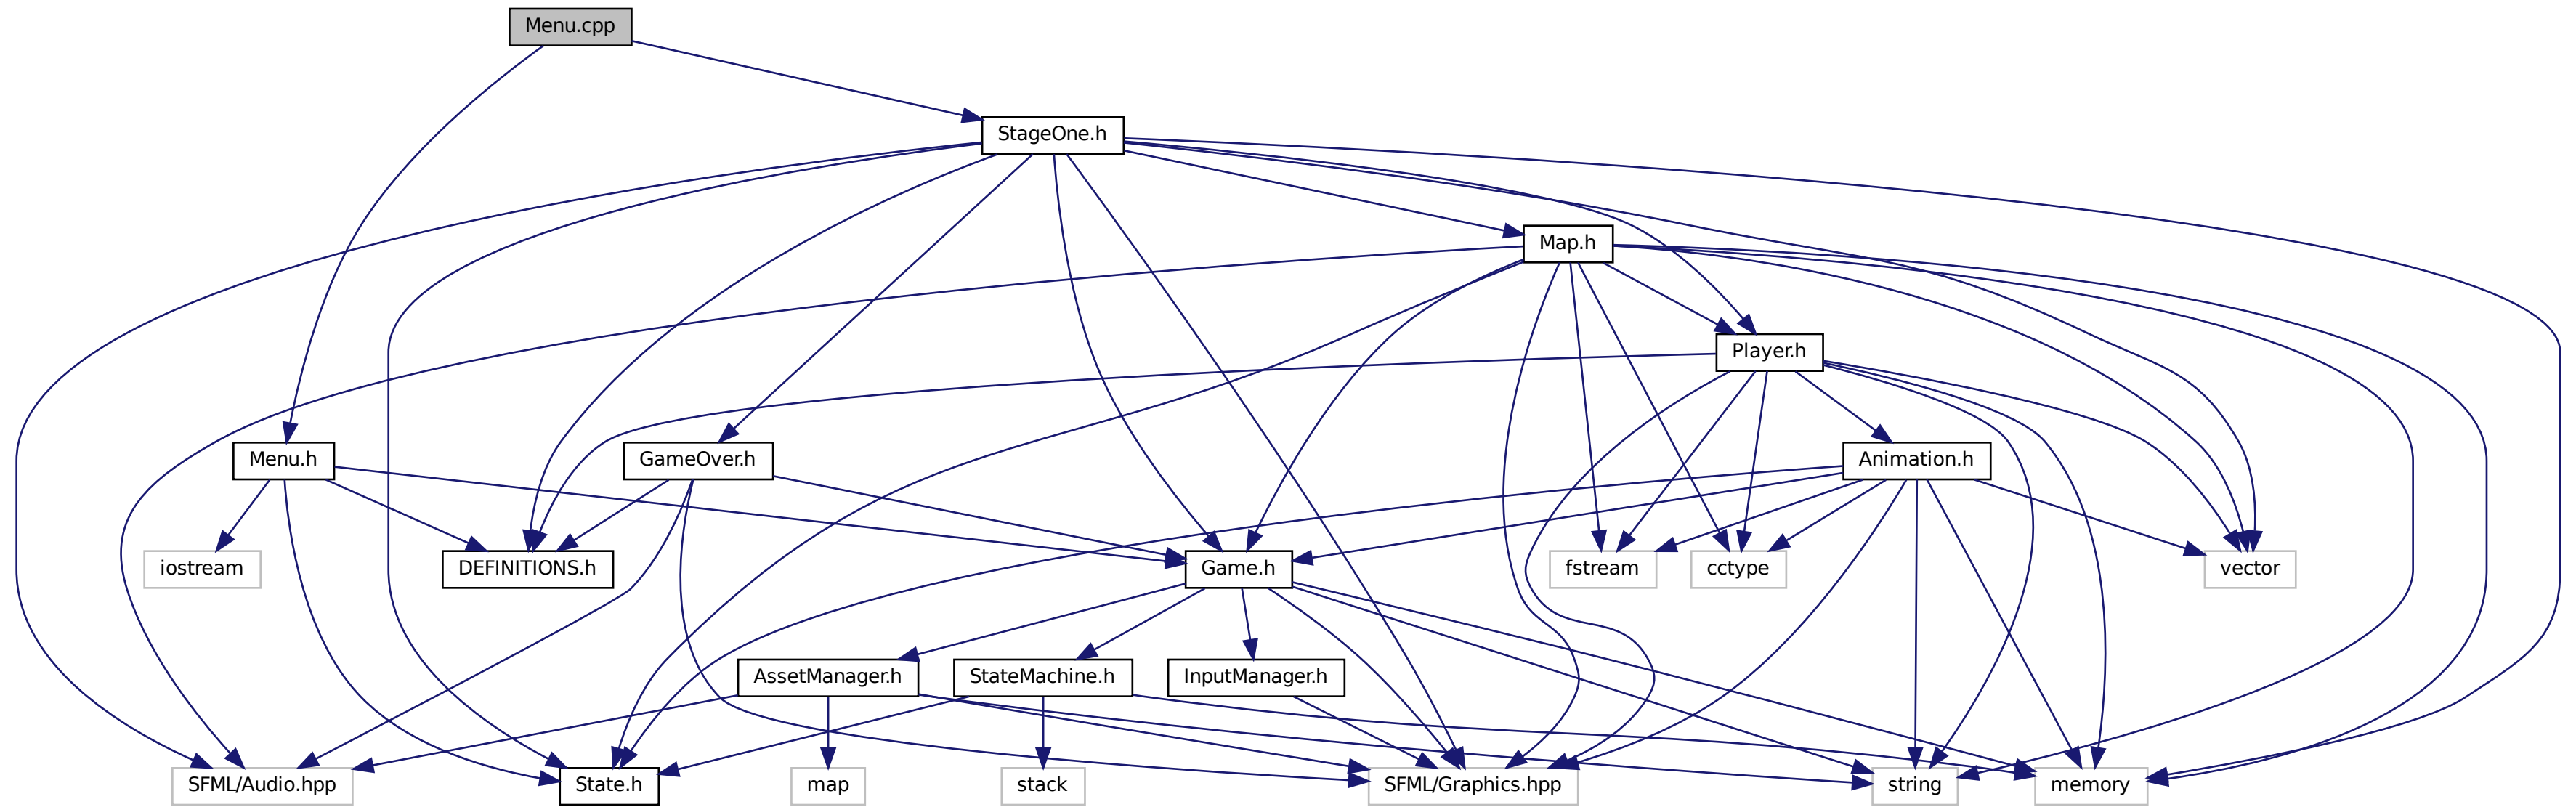 Menu.cpp
StageOne.h
Map.h
Player.h
Menu.h
GameOver.h
Animation.h
iostream
DEFINITIONS.h
Game.h
fstream
cctype
vector
AssetManager.h
StateMachine.h
InputManager.h
SFML/Audio.hpp
State.h
map
stack
SFML/Graphics.hpp
string
memory